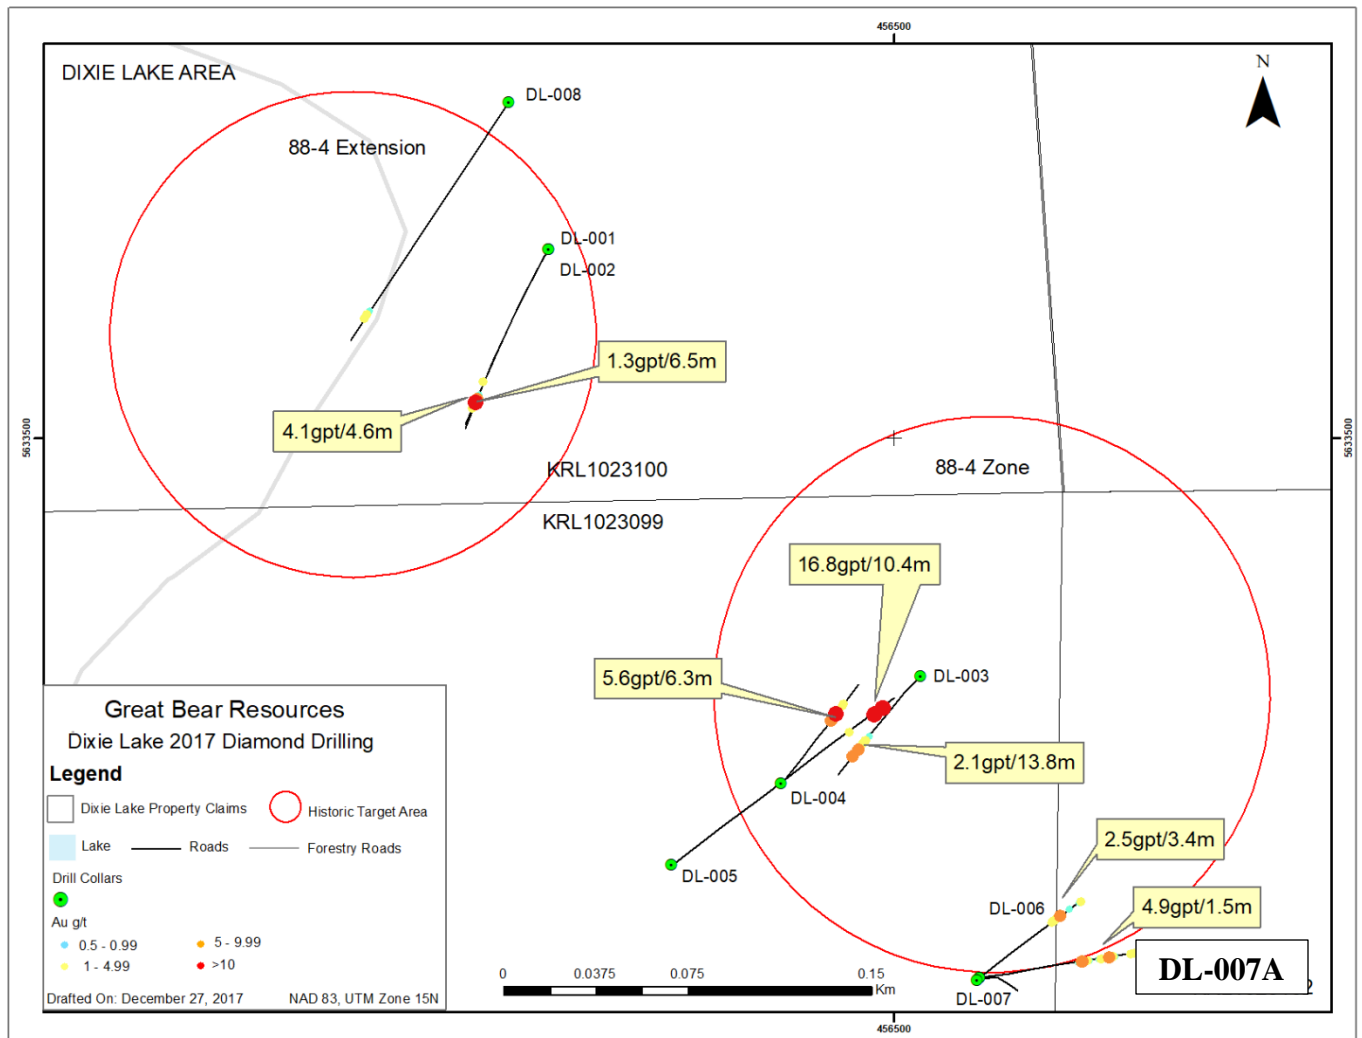 456500
DIXIE LAKE AREA
N
DL-008
88-4 Extension
DL-001
DL-002
1.3gpt/6.5m
4.1gpt/4.6m
5633500
5633500
KRL1023100
88-4 Zone
KRL1023099
16.8gpt/10.4m
5.6gpt/6.3m
DL-003
2.1gpt/13.8m
DL-004
DL-005
2.5gpt/3.4m
DL-006
4.9gpt/1.5m
DL-007A
2
DL-007
Great Bear Resources
Dixie Lake 2017 Diamond Drilling
Legend
Dixie Lake Property Claims Historic Target Area
Lake Roads Forestry Roads
Drill Collars
Au g/t
0.5 - 0.99 5 - 9.99
1 - 4.99 >10
Drafted On: December 27, 2017 NAD 83, UTM Zone 15N
0 0.0375 0.075 0.15
Km
456500